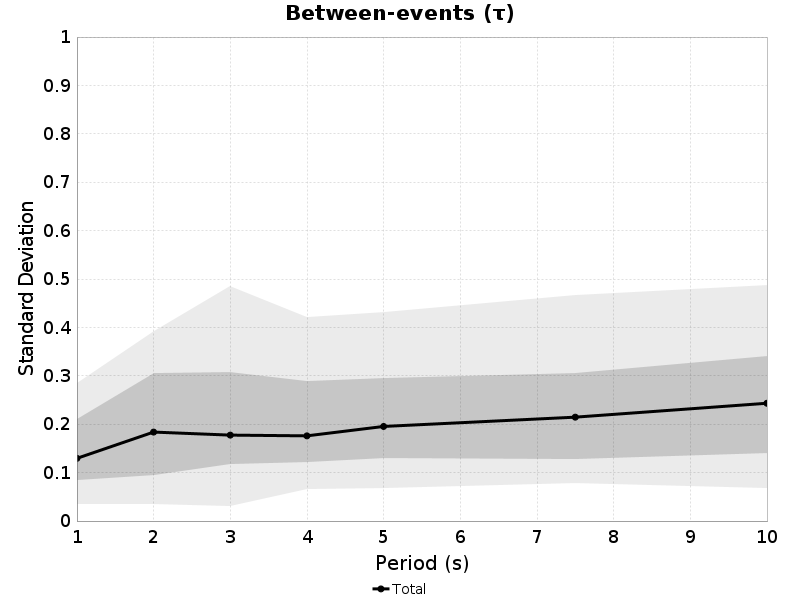 Between-events (τ)
1
0.9
0.8
0.7
0.6
0.5
0.4
0.3
0.2
0.1
0
Standard Deviation
1 2 3 4 5 6 7 8 9 10
Period (s)
Total